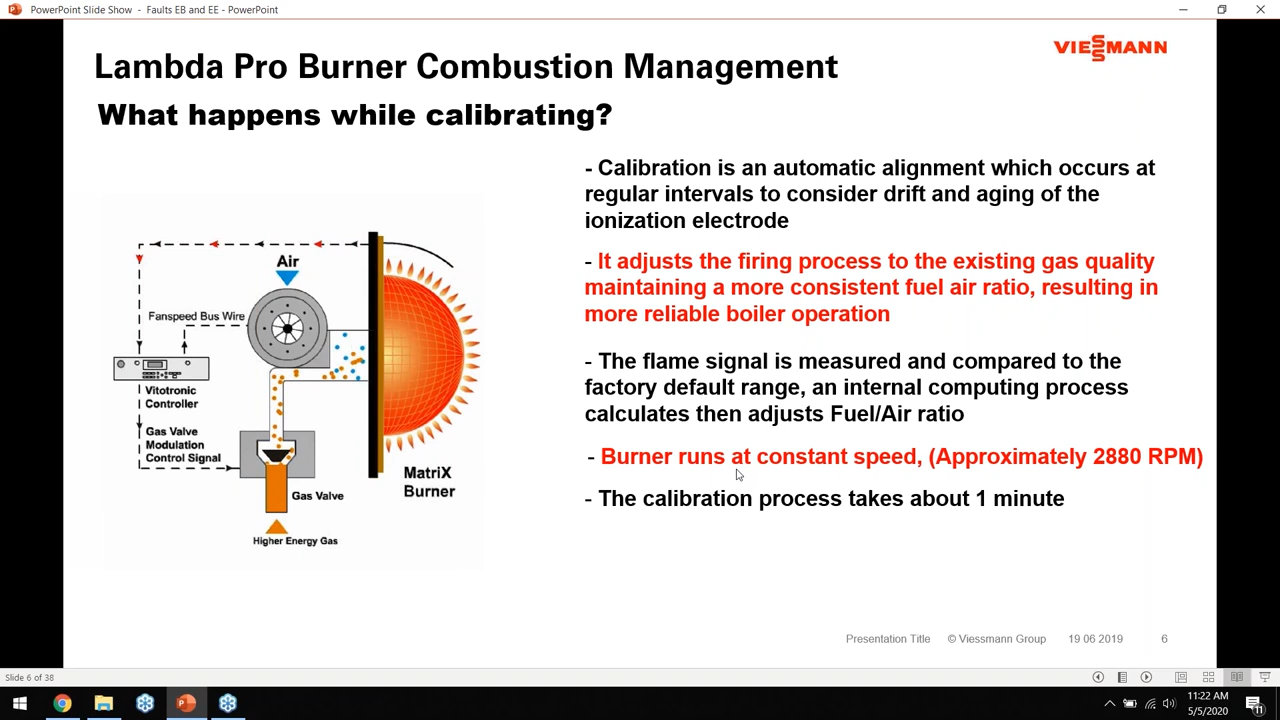 PowerPoint Slide Show - Faults EB and EE - PowerPoint
Lambda Pro Burner Combustion Management
VIESSMANN
What happens while calibrating?
- Calibration is an automatic alignment which occurs at
regular intervals to consider drift and aging of the
ionization electrode
- It adjusts the firing process to the existing gas quality
maintaining a more consistent fuel air ratio, resulting in
more reliable boiler operation
- The flame signal is measured and compared to the
factory default range, an internal computing process
calculates then adjusts Fuel/Air ratio
- Burner runs at constant speed, (Approximately 2880 RPM)
- The calibration process takes about 1 minute
Air
Fanspeed Bus Wire
Vitotronic
Controller
Gas Valve
Modulation
Control Signal
MatriX
Burner
Gas Valve
Higher Energy Gas
Presentation Title © Viessmann Group 19 06 2019 6
Slide 6 of 38
11:22 AM
5/5/2020
11